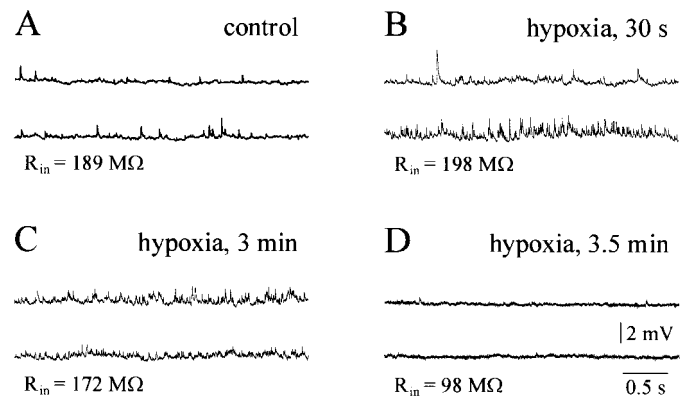 A control
R_in = 189 MΩ
B hypoxia, 30 s
R_in = 198 MΩ
C hypoxia, 3 min
R_in = 172 MΩ
D hypoxia, 3.5 min
2 mV
R_in = 98 MΩ 0.5 s